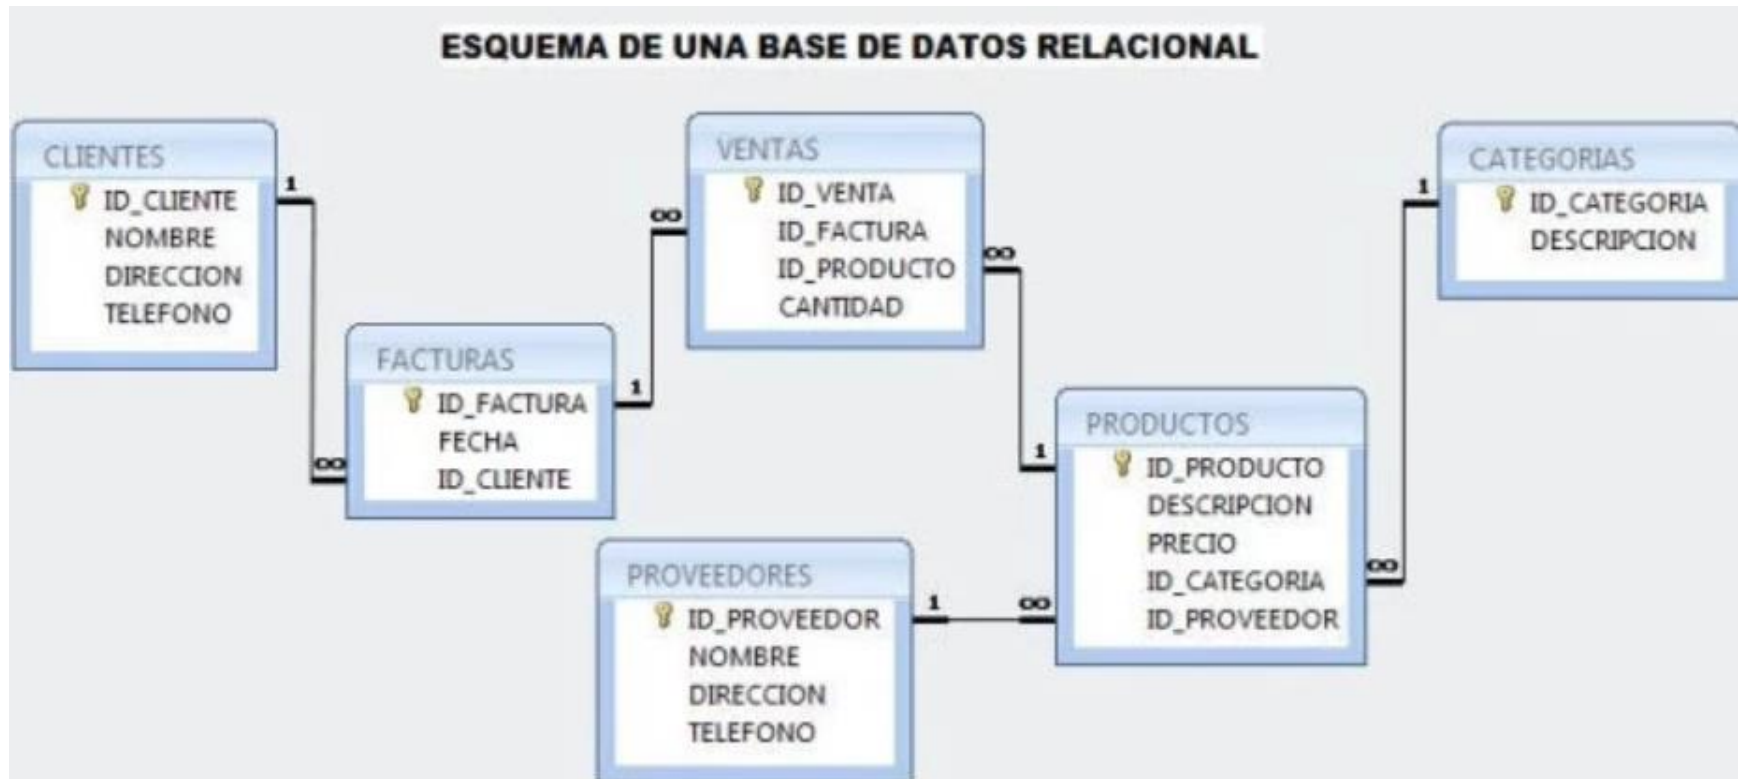 ESQUEMA DE UNA BASE DE DATOS RELACIONAL
CLIENTES
ID_CLIENTE
NOMBRE
DIRECCION
TELEFONO
1
∞
FACTURAS
ID_FACTURA
FECHA
ID_CLIENTE
1
∞
VENTAS
ID_VENTA
ID_FACTURA
ID_PRODUCTO
CANTIDAD
∞
1
PRODUCTOS
ID_PRODUCTO
DESCRIPCION
PRECIO
ID_CATEGORIA
ID_PROVEEDOR
∞
1
CATEGORIAS
ID_CATEGORIA
DESCRIPCION
PROVEEDORES
ID_PROVEEDOR
NOMBRE
DIRECCION
TELEFONO
1
∞